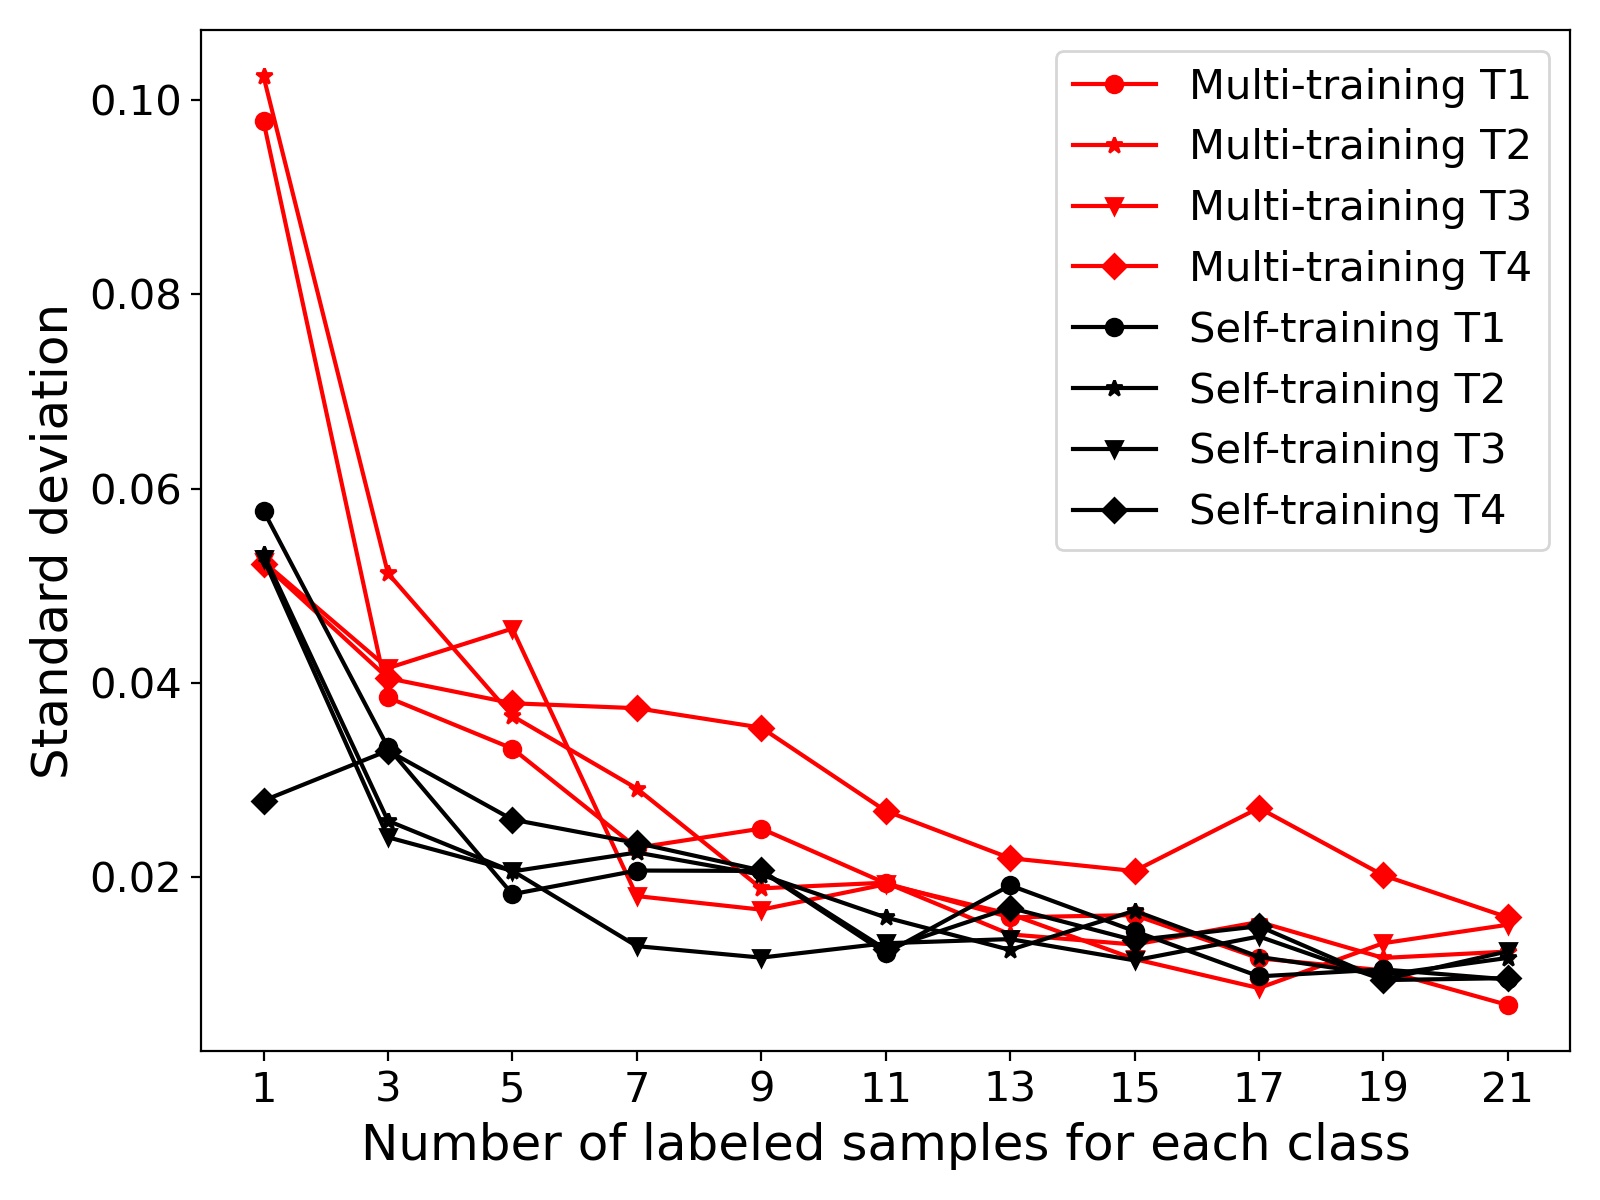 Standard deviation
0.10
0.08
0.06
0.04
0.02
Multi-training T1
Multi-training T2
Multi-training T3
Multi-training T4
Self-training T1
Self-training T2
Self-training T3
Self-training T4
1 3 5 7 9 11 13 15 17 19 21
Number of labeled samples for each class